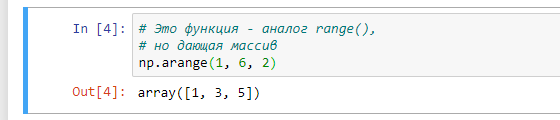 In [4]: # Это функция - аналог range(),
# но дающая массив
np.arange(1, 6, 2)
Out[4]: array([1, 3, 5])